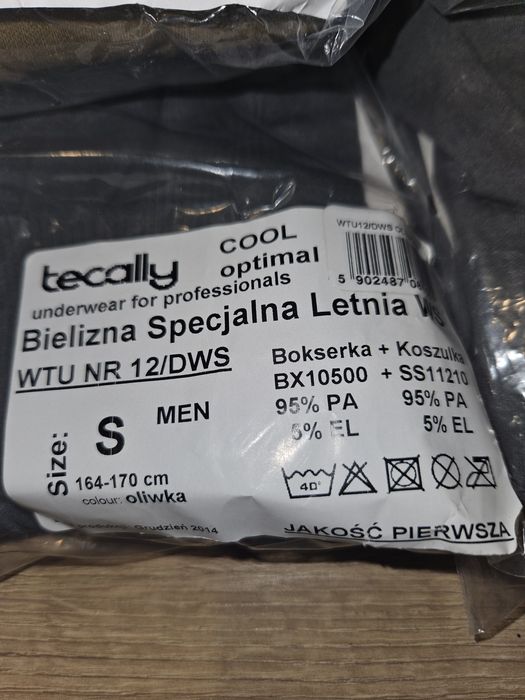 tecally
COOL
optimal
underwear for professionals
WTU12/DWS
5 902487
Bielizna Specjalna Letnia
WTU NR 12/DWS
Bokserka + Koszulka
BX10500 + SS11210
95% PA 95% PA
5% EL 5% EL
Size: S MEN
164-170 cm
colour: oliwka
40°
Grudzień 2014
JAKOŚĆ PIERWSZA